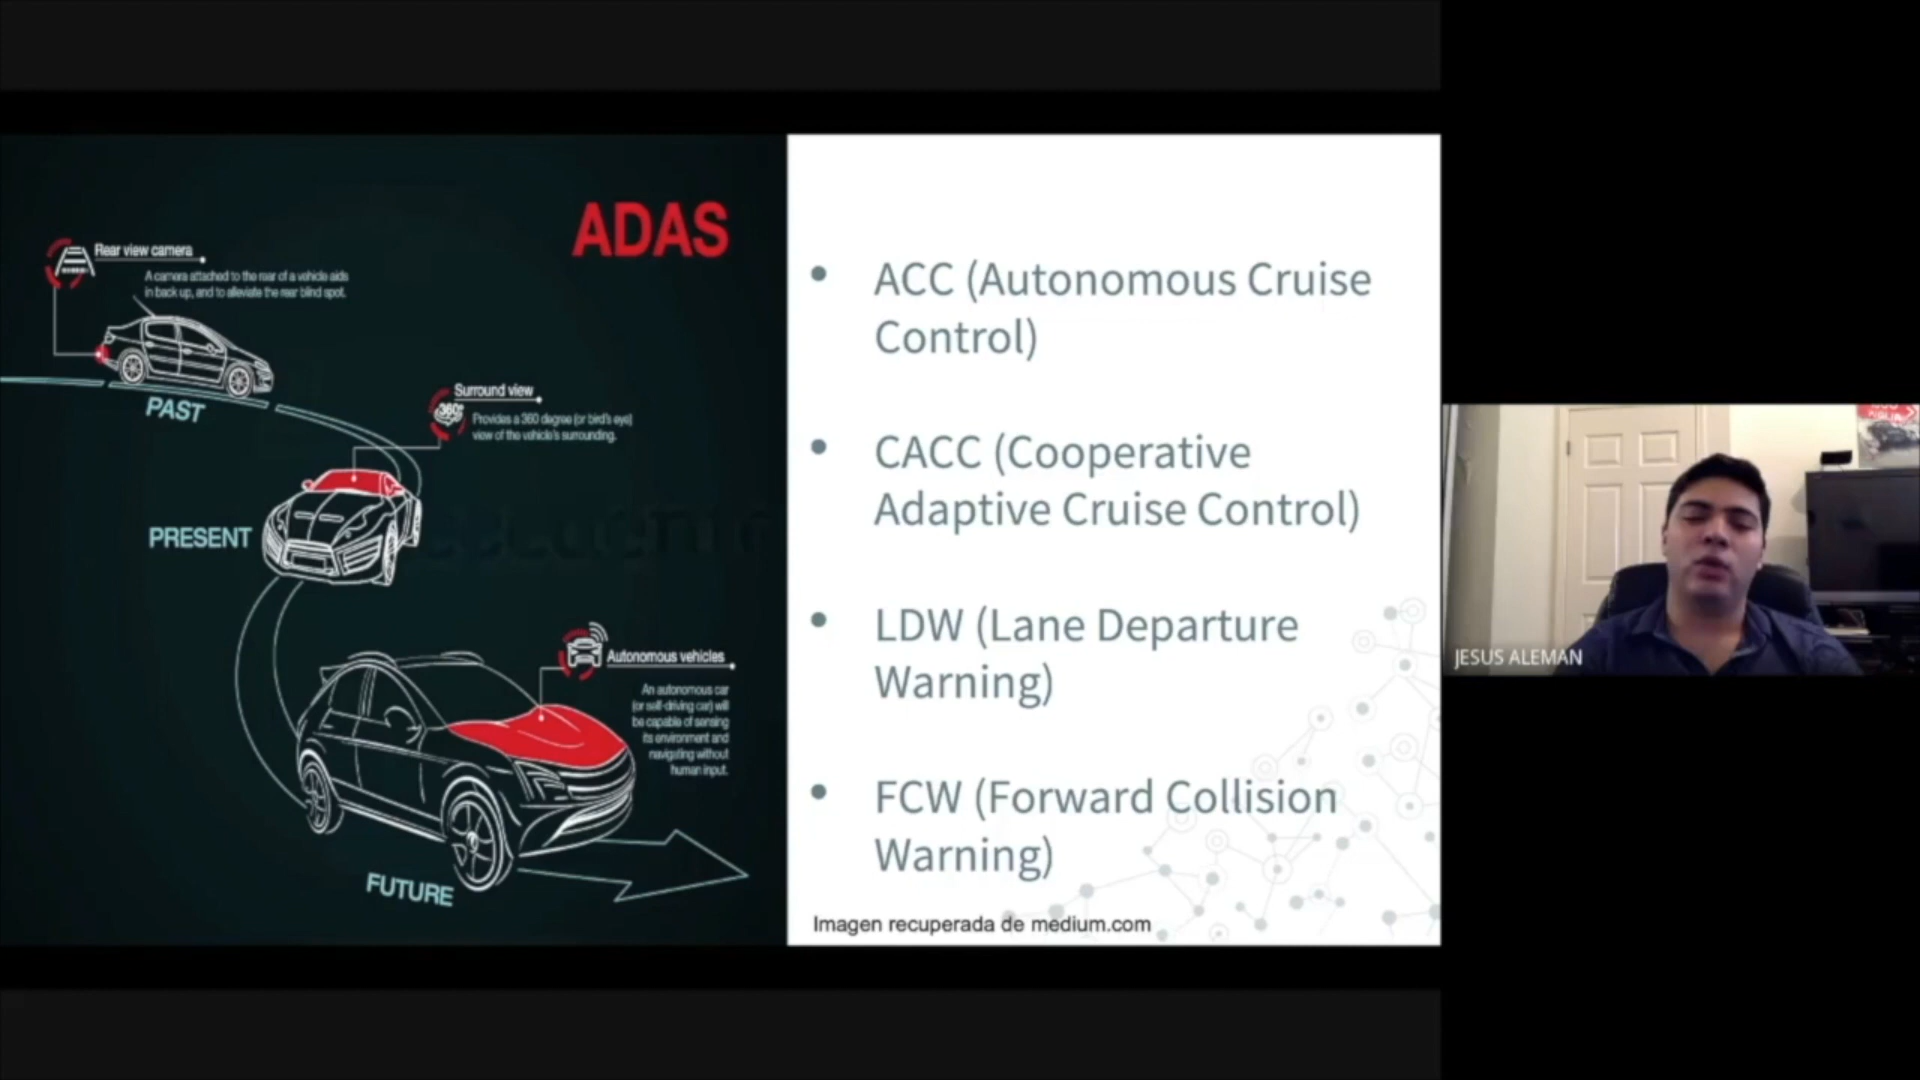 ADAS
Rear view camera
A camera attached to the rear of a vehicle aids
in back up, and to alleviate the rear blind spot.
PAST
Surround view
360°
Provides a 360 degree (or bird's eye)
view of the vehicle's surrounding.
PRESENT
Autonomous vehicles
An autonomous car
(or self-driving car) will
be capable of sensing
its environment and
navigating without
human input.
FUTURE
• ACC (Autonomous Cruise
Control)
• CACC (Cooperative
Adaptive Cruise Control)
• LDW (Lane Departure
Warning)
• FCW (Forward Collision
Warning)
Imagen recuperada de medium.com
JESUS ALEMAN